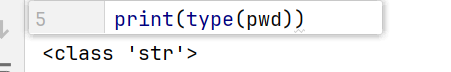 5 print(type(pwd))
<class 'str'>